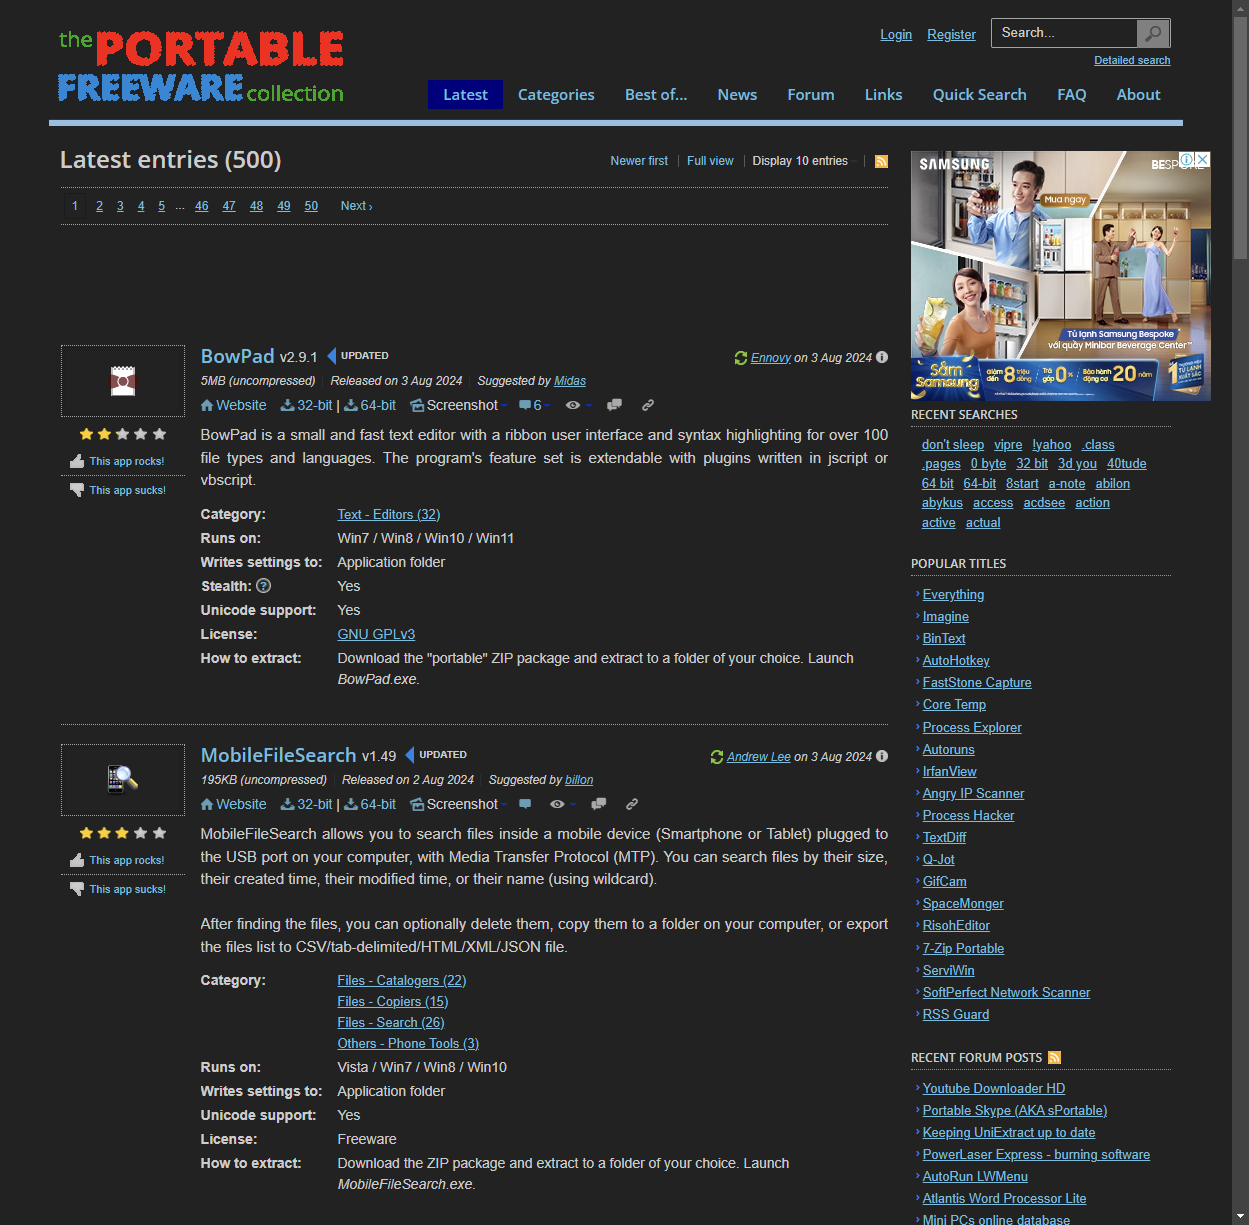 the PORTABLE
FREEWARE collection
Login Register Search...
Detailed search
Latest Categories Best of... News Forum Links Quick Search FAQ About
Latest entries (500)
Newer first | Full view | Display 10 entries |
1 2 3 4 5 ... 46 47 48 49 50 Next ›
BowPad v2.9.1 UPDATED
Ennovy on 3 Aug 2024
5MB (uncompressed) Released on 3 Aug 2024 Suggested by Midas
Website 32-bit | 64-bit Screenshot 6
This app rocks!
This app sucks!
BowPad is a small and fast text editor with a ribbon user interface and syntax highlighting for over 100
file types and languages. The program's feature set is extendable with plugins written in jscript or
vbscript.
Category: Text - Editors (32)
Runs on: Win7 / Win8 / Win10 / Win11
Writes settings to: Application folder
Stealth: ? Yes
Unicode support: Yes
License: GNU GPLv3
How to extract: Download the "portable" ZIP package and extract to a folder of your choice. Launch
BowPad.exe.
MobileFileSearch v1.49 UPDATED
Andrew Lee on 3 Aug 2024
195KB (uncompressed) Released on 2 Aug 2024 Suggested by billon
Website 32-bit | 64-bit Screenshot
This app rocks!
This app sucks!
MobileFileSearch allows you to search files inside a mobile device (Smartphone or Tablet) plugged to
the USB port on your computer, with Media Transfer Protocol (MTP). You can search files by their size,
their created time, their modified time, or their name (using wildcard).
After finding the files, you can optionally delete them, copy them to a folder on your computer, or export
the files list to CSV/tab-delimited/HTML/XML/JSON file.
Category: Files - Catalogers (22)
Files - Copiers (15)
Files - Search (26)
Others - Phone Tools (3)
Runs on: Vista / Win7 / Win8 / Win10
Writes settings to: Application folder
Unicode support: Yes
License: Freeware
How to extract: Download the ZIP package and extract to a folder of your choice. Launch
MobileFileSearch.exe.
SAMSUNG
BESPOKE
Mua ngay
Tủ lạnh Samsung Bespoke
với quầy Minibar Beverage Center™
Sắm
Samsung
giảm đến 8 triệu đồng
Trả góp 0%
Bảo hành động cơ 20 năm
RECENT SEARCHES
don't sleep vipre !yahoo .class
.pages 0 byte 32 bit 3d you 40tude
64 bit 64-bit 8start a-note abilon
abykus access acdsee action
active actual
POPULAR TITLES
Everything
Imagine
BinText
AutoHotkey
FastStone Capture
Core Temp
Process Explorer
Autoruns
IrfanView
Angry IP Scanner
Process Hacker
TextDiff
Q-Jot
GifCam
SpaceMonger
RisohEditor
7-Zip Portable
ServiWin
SoftPerfect Network Scanner
RSS Guard
RECENT FORUM POSTS
Youtube Downloader HD
Portable Skype (AKA sPortable)
Keeping UniExtract up to date
PowerLaser Express - burning software
AutoRun LWMenu
Atlantis Word Processor Lite
Mini PCs online database